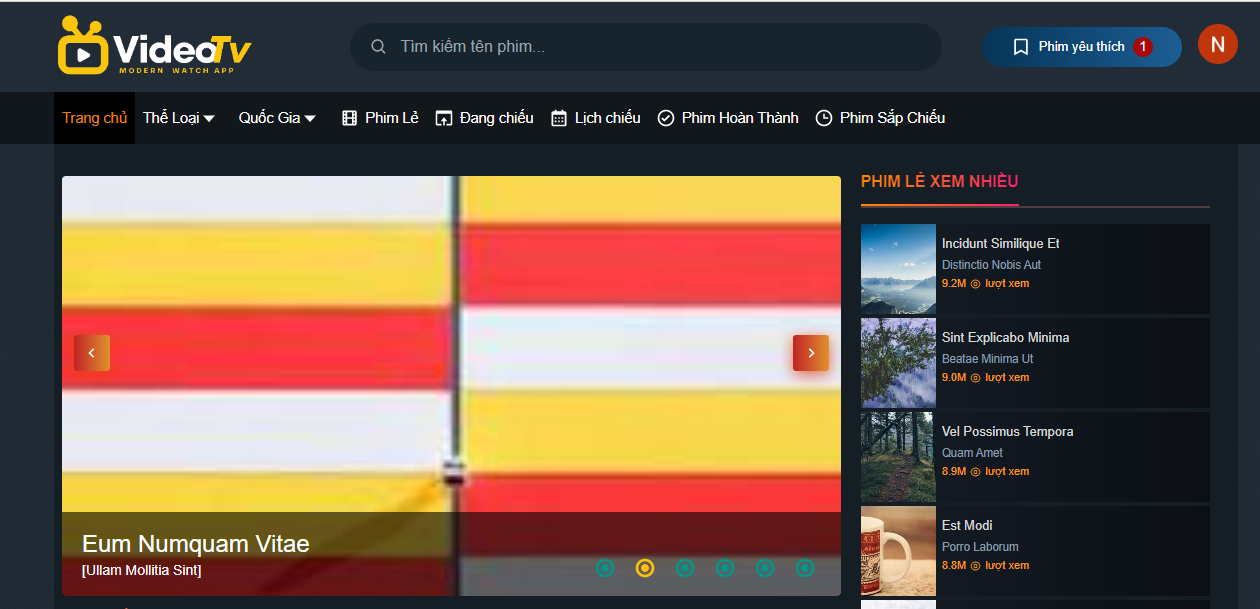 VideoTv
MODERN WATCH APP
Tìm kiếm tên phim...
Phim yêu thích 1
N
Trang chủ Thể Loại Quốc Gia Phim Lẻ Đang chiếu Lịch chiếu Phim Hoàn Thành Phim Sắp Chiếu
Eum Numquam Vitae
[Ullam Mollitia Sint]
PHIM LẺ XEM NHIỀU
Incidunt Similique Et
Distinctio Nobis Aut
9.2M lượt xem
Sint Explicabo Minima
Beatae Minima Ut
9.0M lượt xem
Vel Possimus Tempora
Quam Amet
8.9M lượt xem
Est Modi
Porro Laborum
8.8M lượt xem